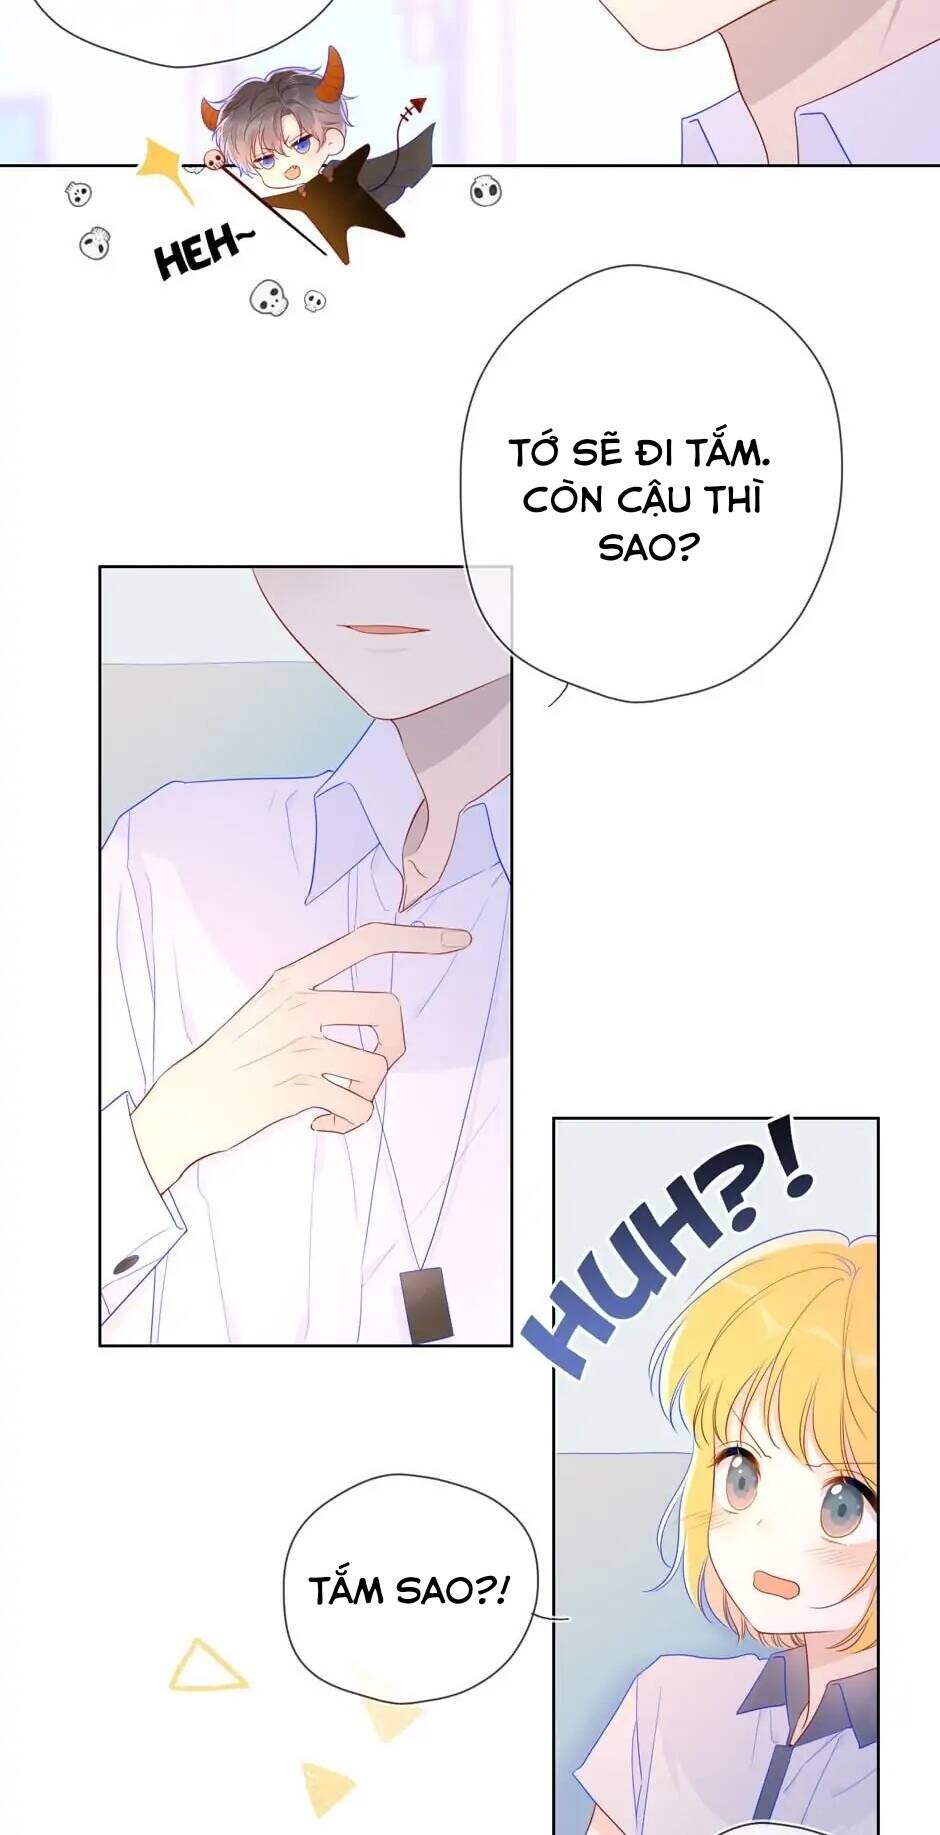 HEH~
TỚ SẼ ĐI TẮM.
CÒN CẬU THÌ
SAO?
HUH?!
TẮM SAO?!